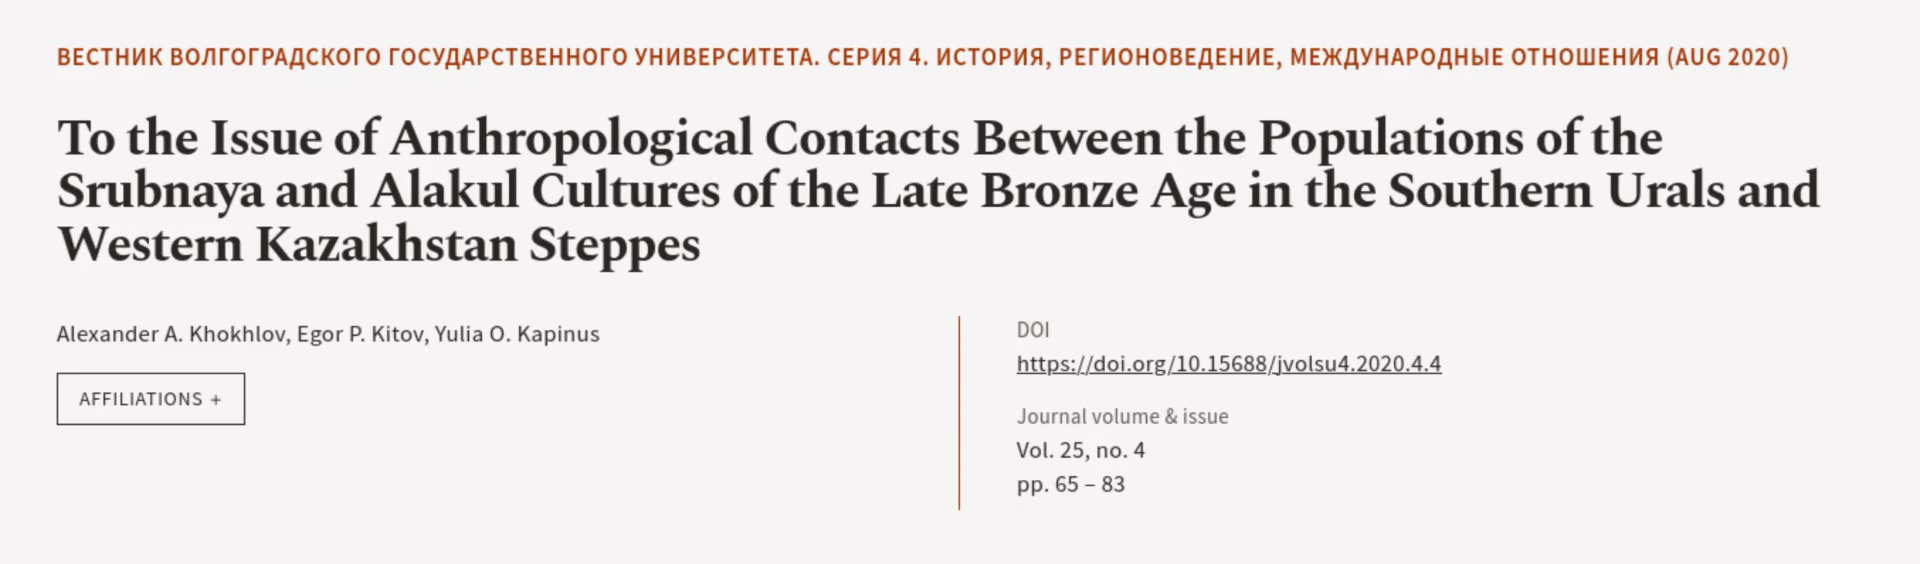 ВЕСТНИК ВОЛГОГРАДСКОГО ГОСУДАРСТВЕННОГО УНИВЕРСИТЕТА. СЕРИЯ 4. ИСТОРИЯ, РЕГИОНОВЕДЕНИЕ, МЕЖДУНАРОДНЫЕ ОТНОШЕНИЯ (AUG 2020)
To the Issue of Anthropological Contacts Between the Populations of the
Srubnaya and Alakul Cultures of the Late Bronze Age in the Southern Urals and
Western Kazakhstan Steppes
Alexander A. Khokhlov, Egor P. Kitov, Yulia O. Kapinus
AFFILIATIONS +
DOI
https://doi.org/10.15688/jvolsu4.2020.4.4
Journal volume & issue
Vol. 25, no. 4
pp. 65 – 83